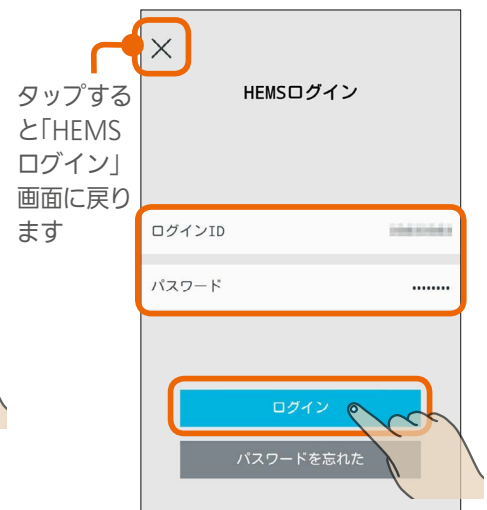 タップする
と「HEMS
ログイン」
画面に戻り
ます
HEMSログイン
ログインID
パスワード ••••••••
ログイン
パスワードを忘れた